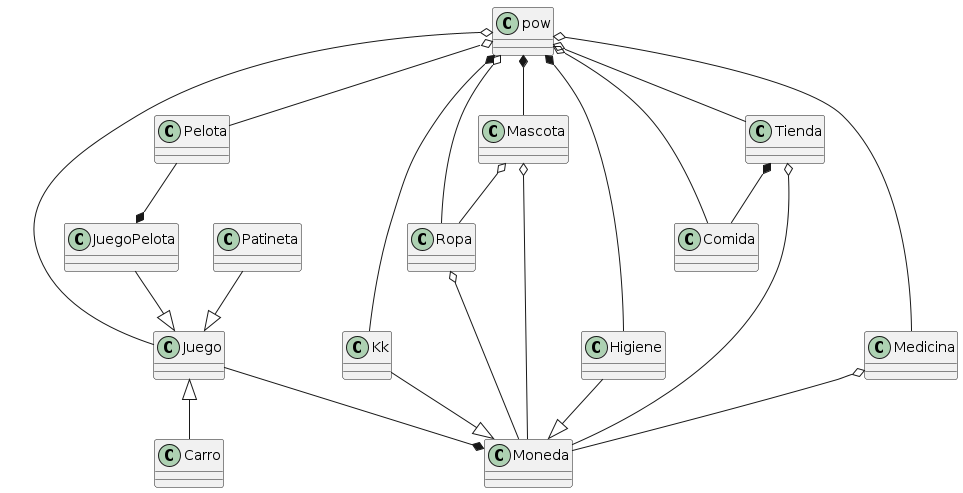 C pow
C Pelota
C Mascota
C Tienda
C JuegoPelota
C Patineta
C Ropa
C Comida
C Juego
C Kk
C Higiene
C Medicina
C Carro
C Moneda